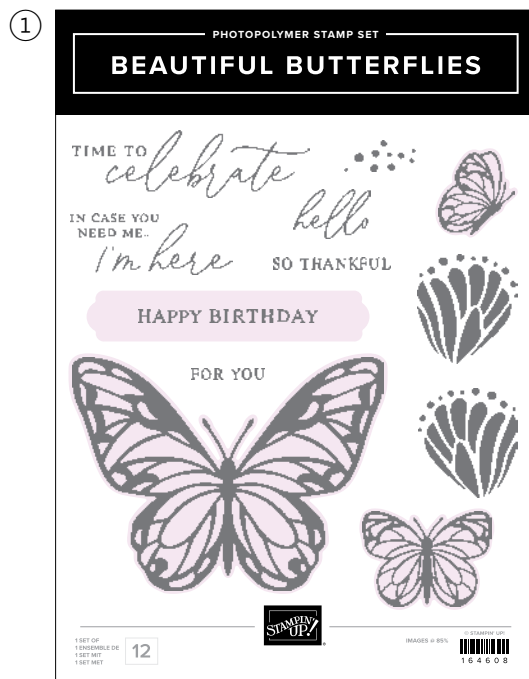 1
PHOTOPOLYMER STAMP SET
BEAUTIFUL BUTTERFLIES
TIME TO
celebrate
hello
IN CASE YOU
NEED ME..
I'm here
SO THANKFUL
HAPPY BIRTHDAY
FOR YOU
STAMPIN'
UP!
®
1 SET OF
1 ENSEMBLE DE
1 SET MIT
1 SET MET
12
IMAGES @ 85%
© STAMPIN' UP!
164608